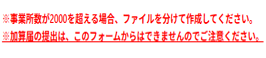 ※事業所数が2000を超える場合、ファイルを分けて作成してください。
※加算届の提出は、このフォームからはできませんのでご注意ください。